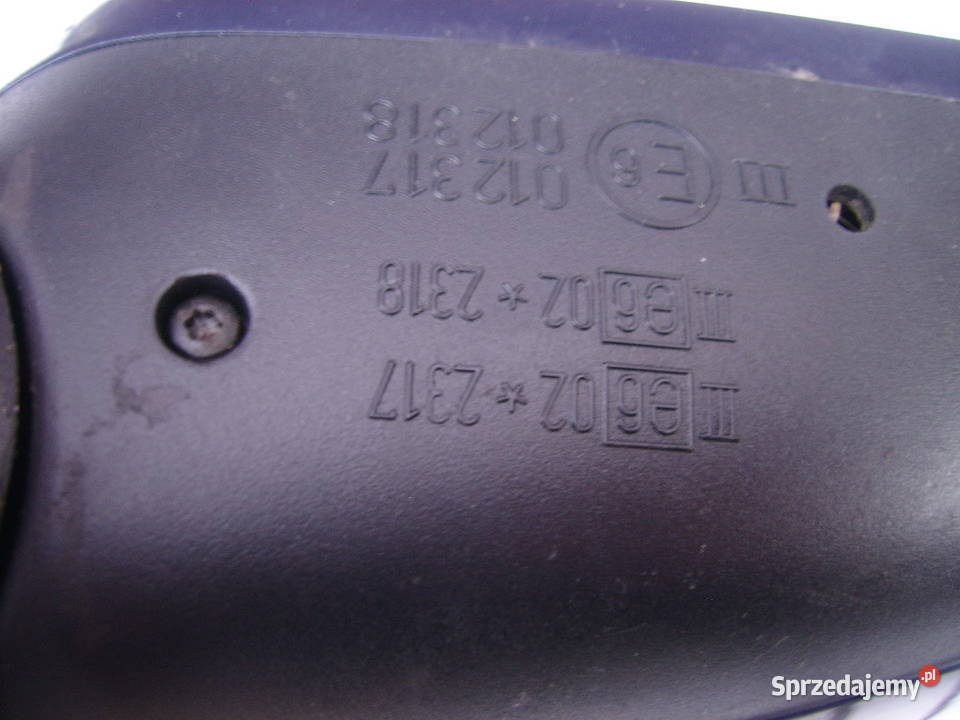 III e6 02*2317
III e6 02*2318
III E6 012317
012318
Sprzedajemy.pl